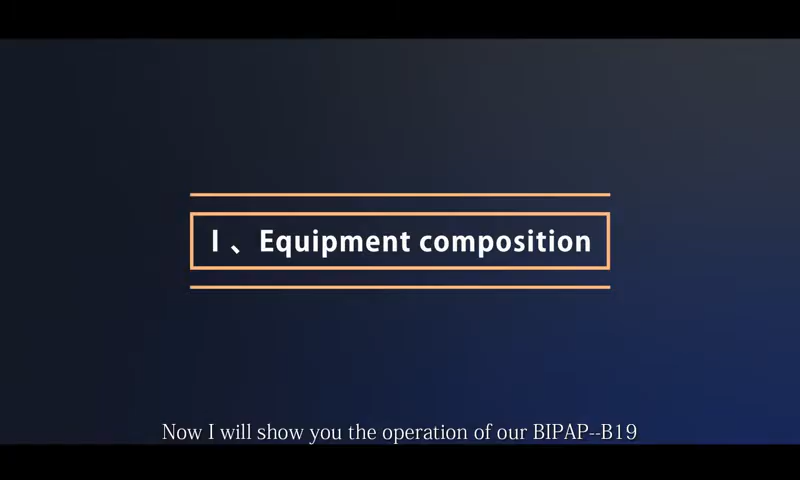 I 、Equipment composition
Now I will show you the operation of our BIPAP--B19